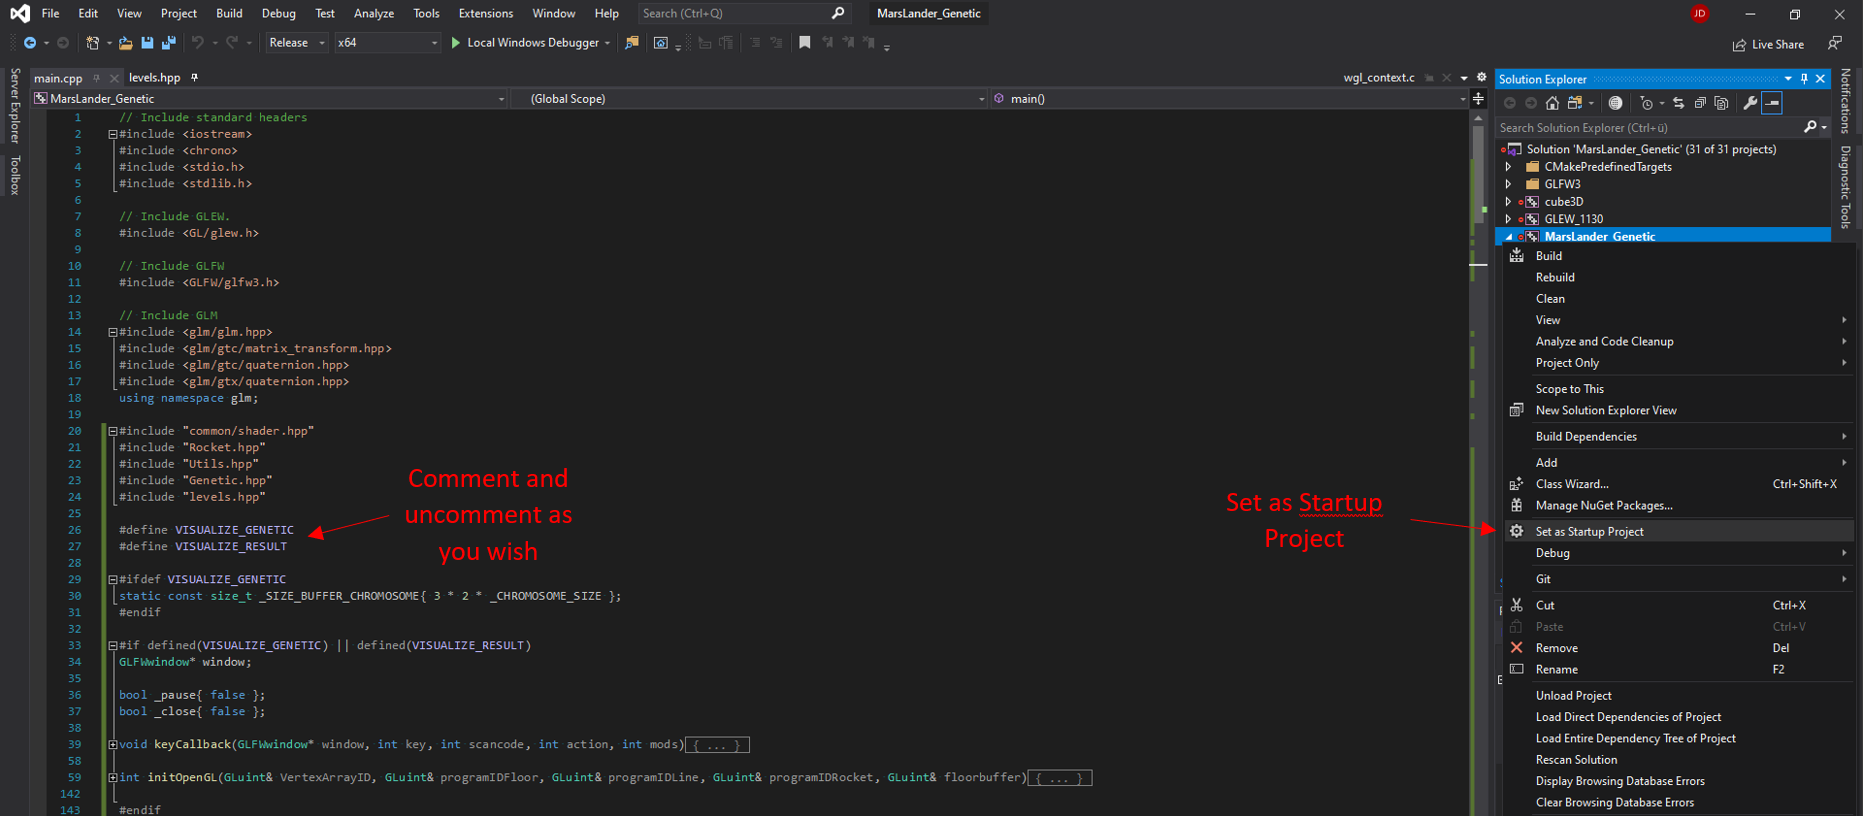 File Edit View Project Build Debug Test Analyze Tools Extensions Window Help Search (Ctrl+Q) MarsLander_Genetic JD
Release x64 Local Windows Debugger Live Share
main.cpp levels.hpp wgl_context.c
MarsLander_Genetic (Global Scope) main()
Server Explorer
Toolbox
1 // Include standard headers
2 #include <iostream>
3 #include <chrono>
4 #include <stdio.h>
5 #include <stdlib.h>
6
7 // Include GLEW.
8 #include <GL/glew.h>
9
10 // Include GLFW
11 #include <GLFW/glfw3.h>
12
13 // Include GLM
14 #include <glm/glm.hpp>
15 #include <glm/gtc/matrix_transform.hpp>
16 #include <glm/gtc/quaternion.hpp>
17 #include <glm/gtx/quaternion.hpp>
18 using namespace glm;
19
20 #include "common/shader.hpp"
21 #include "Rocket.hpp"
22 #include "Utils.hpp"
23 #include "Genetic.hpp"
24 #include "levels.hpp"
25
26 #define VISUALIZE_GENETIC
27 #define VISUALIZE_RESULT
28
29 #ifdef VISUALIZE_GENETIC
30 static const size_t _SIZE_BUFFER_CHROMOSOME{ 3 * 2 * _CHROMOSOME_SIZE };
31 #endif
32
33 #if defined(VISUALIZE_GENETIC) || defined(VISUALIZE_RESULT)
34 GLFWwindow* window;
35
36 bool _pause{ false };
37 bool _close{ false };
38
39 void keyCallback(GLFWwindow* window, int key, int scancode, int action, int mods){ ... }
58
59 int initOpenGL(GLuint& VertexArrayID, GLuint& programIDFloor, GLuint& programIDLine, GLuint& programIDRocket, GLuint& floorbuffer){ ... }
142
143 #endif
Comment and
uncomment as
you wish
Set as Startup
Project
Solution Explorer
Search Solution Explorer (Ctrl+ü)
Solution 'MarsLander_Genetic' (31 of 31 projects)
CMakePredefinedTargets
GLFW3
cube3D
GLEW_1130
MarsLander_Genetic
Build
Rebuild
Clean
View
Analyze and Code Cleanup
Project Only
Scope to This
New Solution Explorer View
Build Dependencies
Add
Class Wizard... Ctrl+Shift+X
Manage NuGet Packages...
Set as Startup Project
Debug
Git
Cut Ctrl+X
Paste Ctrl+V
Remove Del
Rename F2
Unload Project
Load Direct Dependencies of Project
Load Entire Dependency Tree of Project
Rescan Solution
Display Browsing Database Errors
Clear Browsing Database Errors
Notifications
Diagnostic Tools